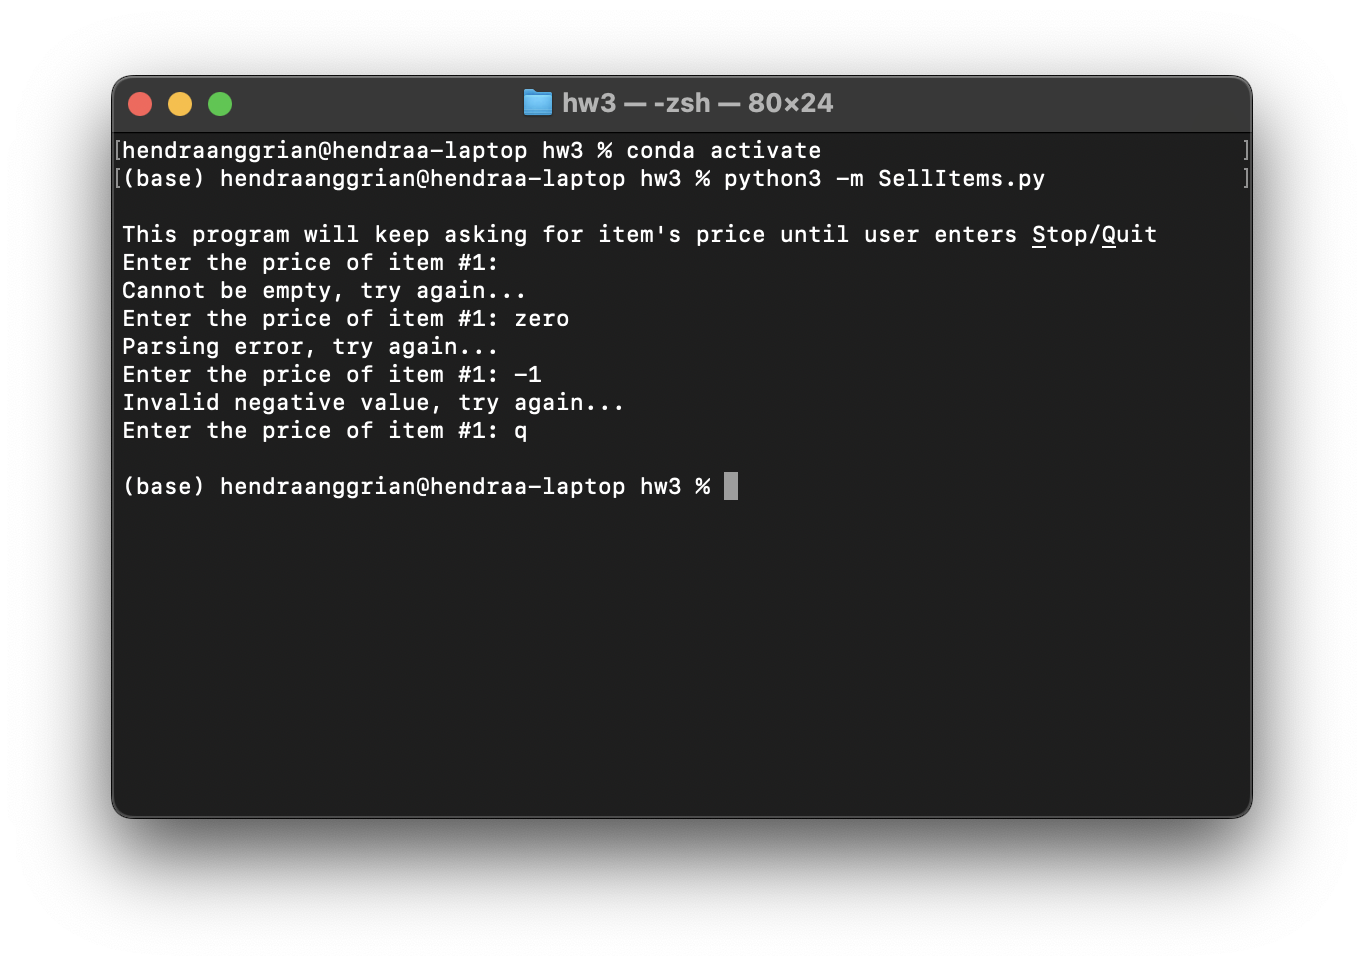 hw3 — -zsh — 80×24
[hendraanggrian@hendraa-laptop hw3 % conda activate ]
[(base) hendraanggrian@hendraa-laptop hw3 % python3 -m SellItems.py ]
This program will keep asking for item's price until user enters Stop/Quit
Enter the price of item #1:
Cannot be empty, try again...
Enter the price of item #1: zero
Parsing error, try again...
Enter the price of item #1: -1
Invalid negative value, try again...
Enter the price of item #1: q
(base) hendraanggrian@hendraa-laptop hw3 %